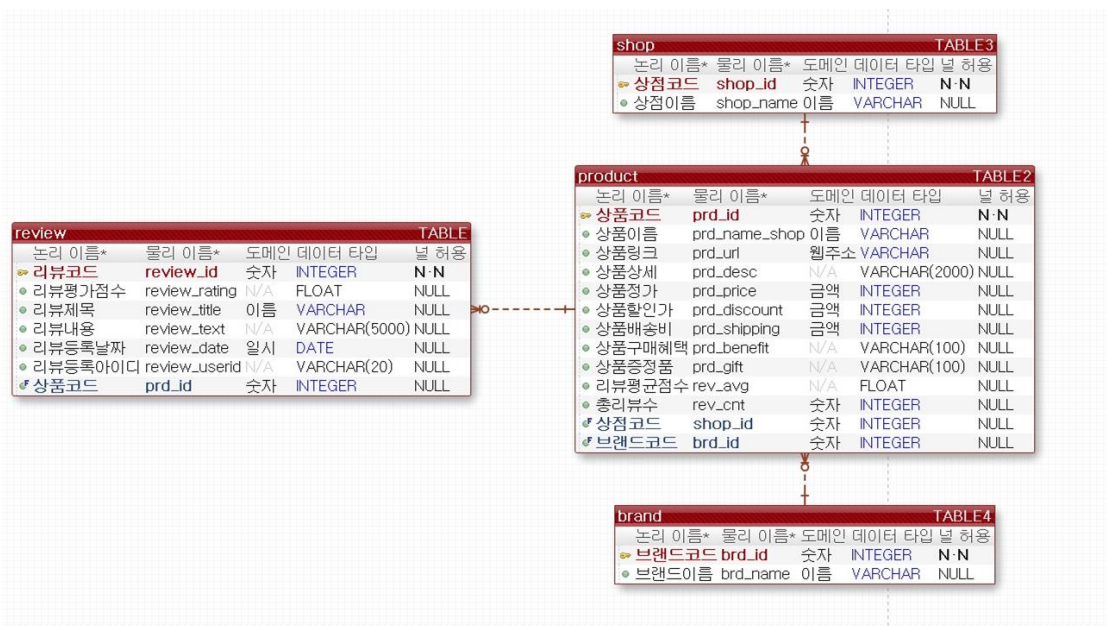 shop TABLE3
논리 이름* 물리 이름* 도메인 데이터 타입 널 허용
상점코드 shop_id 숫자 INTEGER N·N
상점이름 shop_name 이름 VARCHAR NULL
product TABLE2
논리 이름* 물리 이름* 도메인 데이터 타입 널 허용
상품코드 prd_id 숫자 INTEGER N·N
상품이름 prd_name_shop 이름 VARCHAR NULL
상품링크 prd_url 웹주소 VARCHAR NULL
상품상세 prd_desc N/A VARCHAR(2000) NULL
상품정가 prd_price 금액 INTEGER NULL
상품할인가 prd_discount 금액 INTEGER NULL
상품배송비 prd_shipping 금액 INTEGER NULL
상품구매혜택 prd_benefit N/A VARCHAR(100) NULL
상품증정품 prd_gift N/A VARCHAR(100) NULL
리뷰평균점수 rev_avg N/A FLOAT NULL
총리뷰수 rev_cnt 숫자 INTEGER NULL
상점코드 shop_id 숫자 INTEGER NULL
브랜드코드 brd_id 숫자 INTEGER NULL
review TABLE
논리 이름* 물리 이름* 도메인 데이터 타입 널 허용
리뷰코드 review_id 숫자 INTEGER N·N
리뷰평가점수 review_rating N/A FLOAT NULL
리뷰제목 review_title 이름 VARCHAR NULL
리뷰내용 review_text N/A VARCHAR(5000) NULL
리뷰등록날짜 review_date 일시 DATE NULL
리뷰등록아이디 review_userid N/A VARCHAR(20) NULL
상품코드 prd_id 숫자 INTEGER NULL
brand TABLE4
논리 이름* 물리 이름* 도메인 데이터 타입 널 허용
브랜드코드 brd_id 숫자 INTEGER N·N
브랜드이름 brd_name 이름 VARCHAR NULL